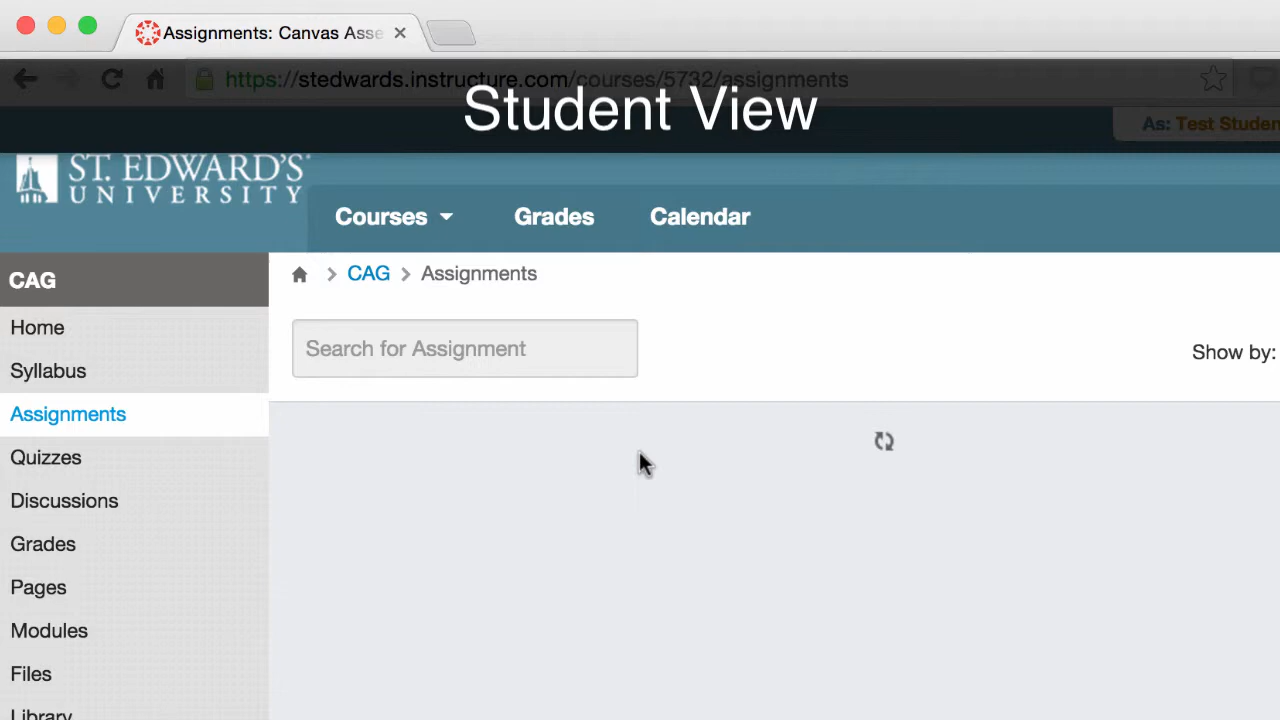 Assignments: Canvas Asse
https://stedwards.instructure.com/courses/5732/assignments
Student View
As: Test Studen
ST. EDWARD'S
UNIVERSITY
Courses
Grades
Calendar
CAG
CAG
Assignments
Home
Search for Assignment
Show by:
Syllabus
Assignments
Quizzes
Discussions
Grades
Pages
Modules
Files
Library